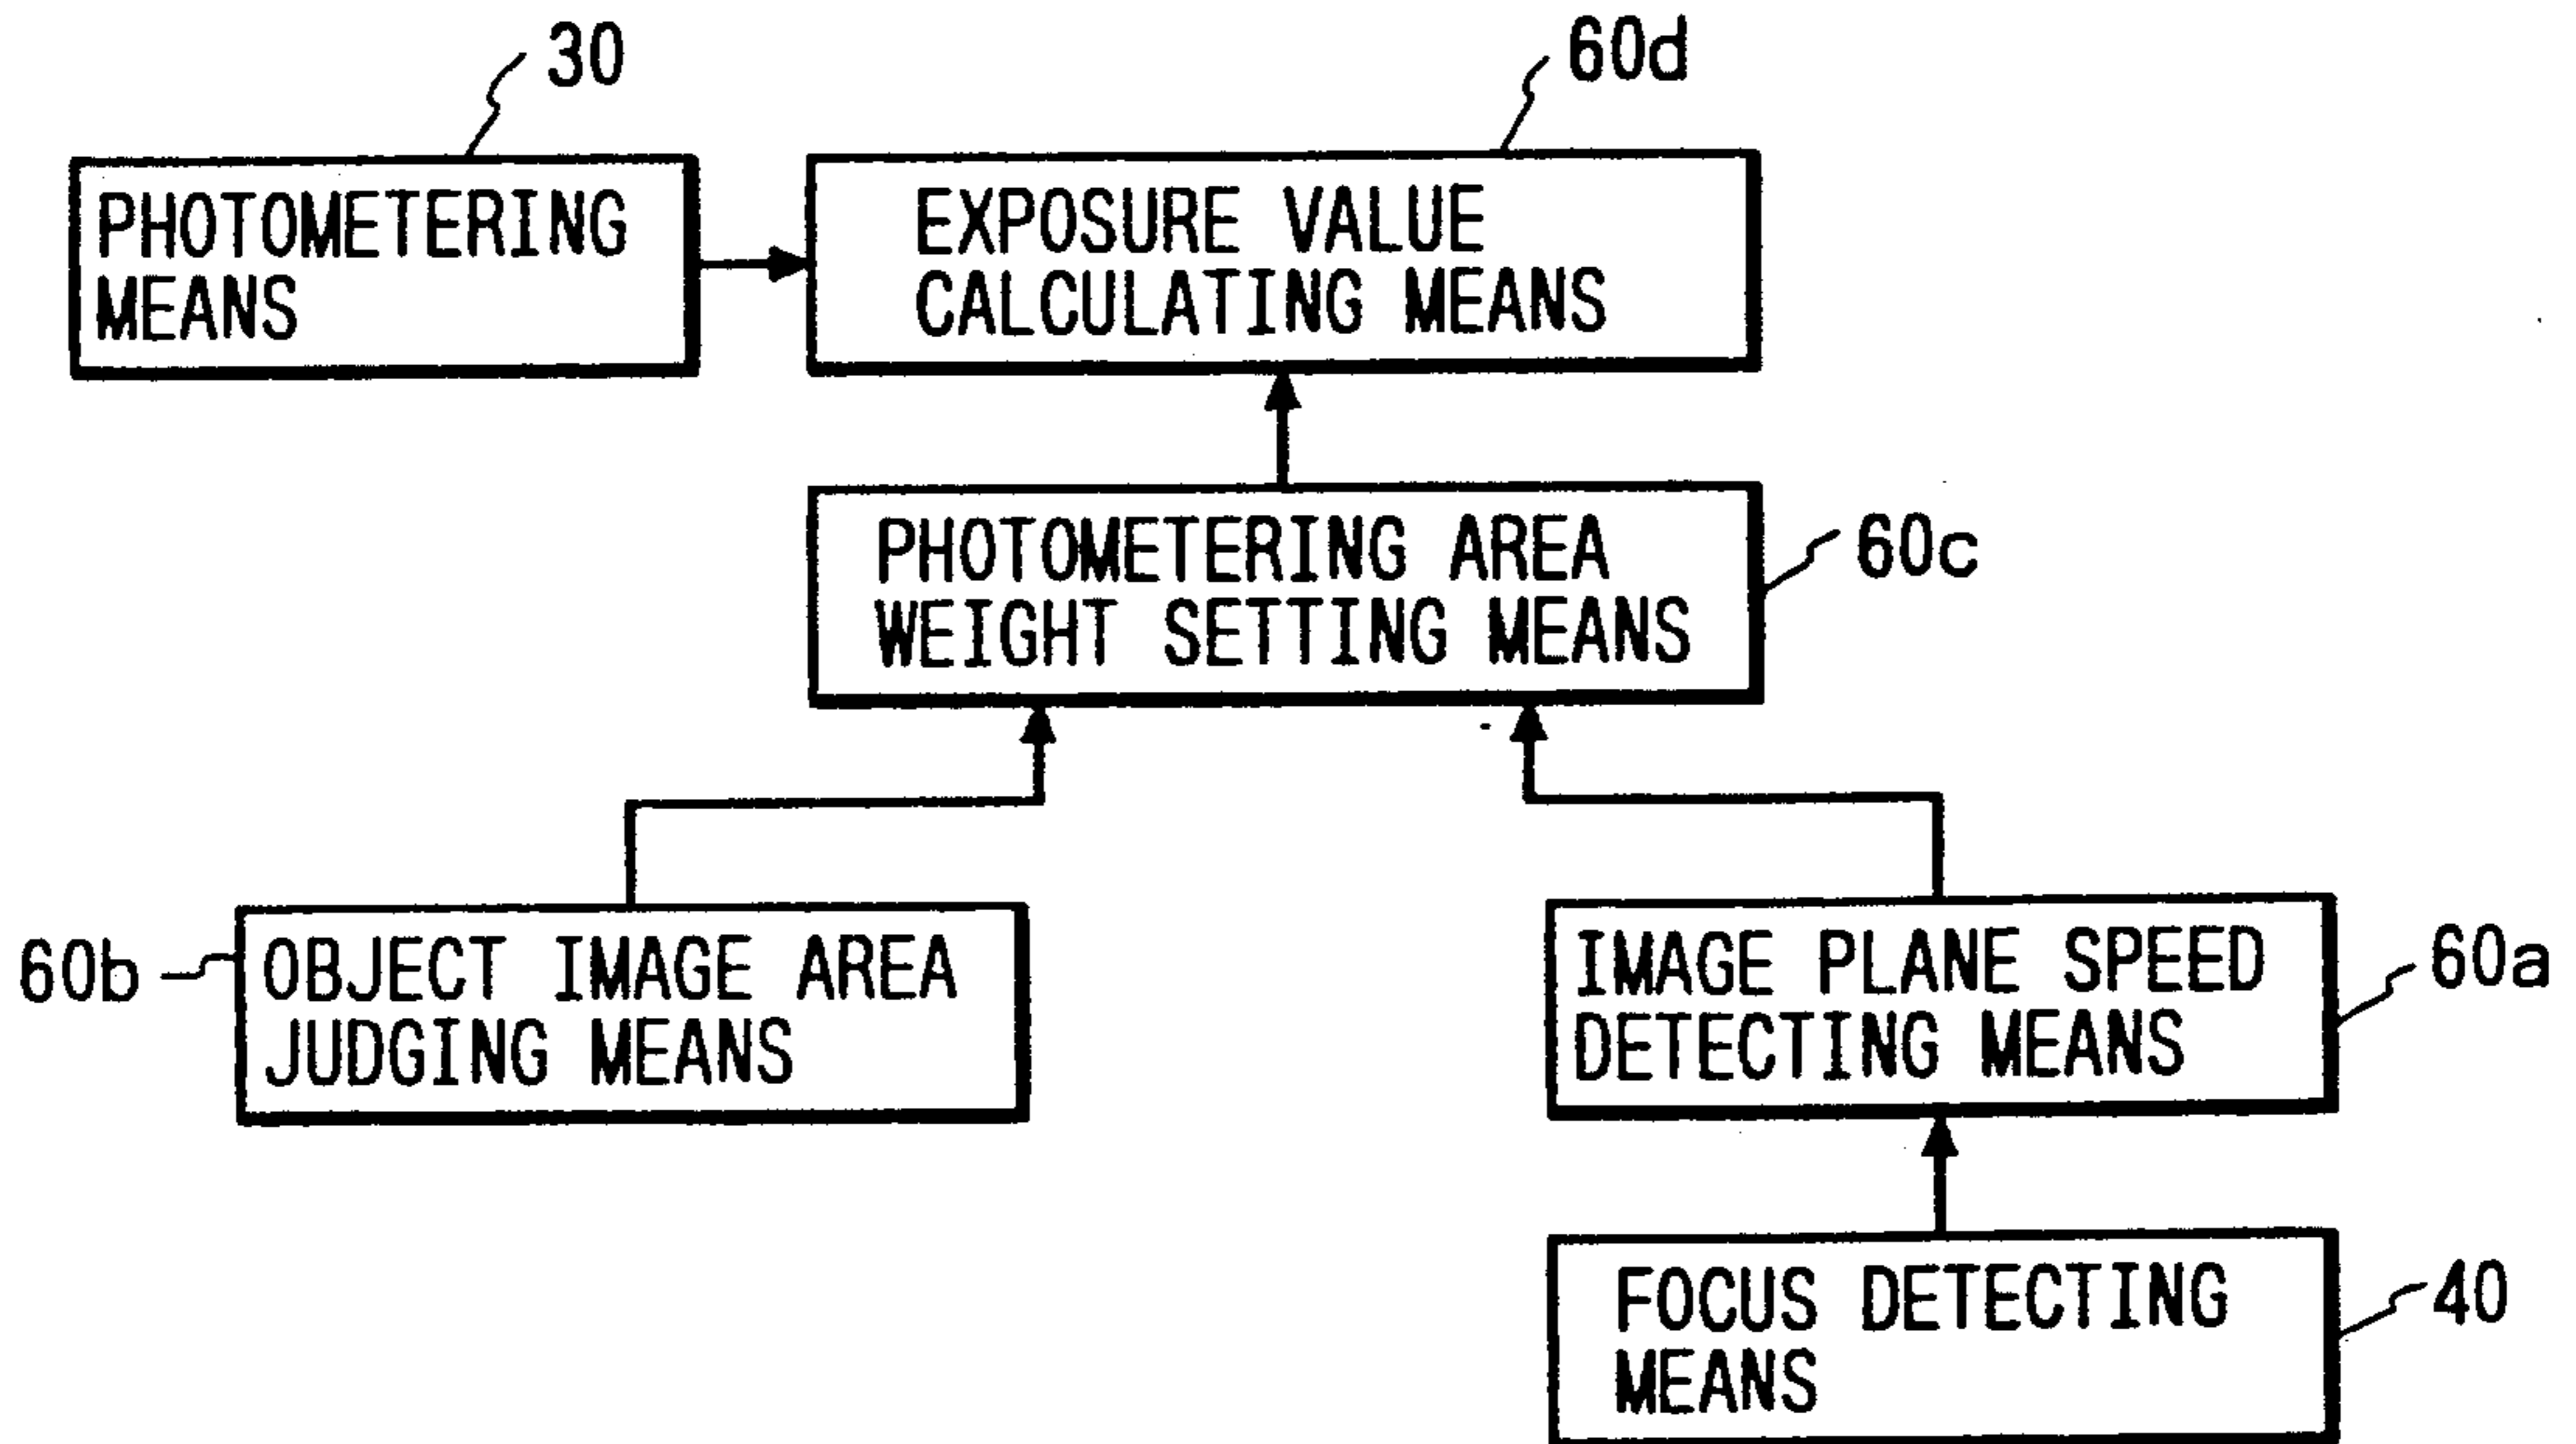 30
60d
PHOTOMETERING
MEANS
EXPOSURE VALUE
CALCULATING MEANS
PHOTOMETERING AREA
WEIGHT SETTING MEANS
60c
60b
OBJECT IMAGE AREA
JUDGING MEANS
IMAGE PLANE SPEED
DETECTING MEANS
60a
FOCUS DETECTING
MEANS
40